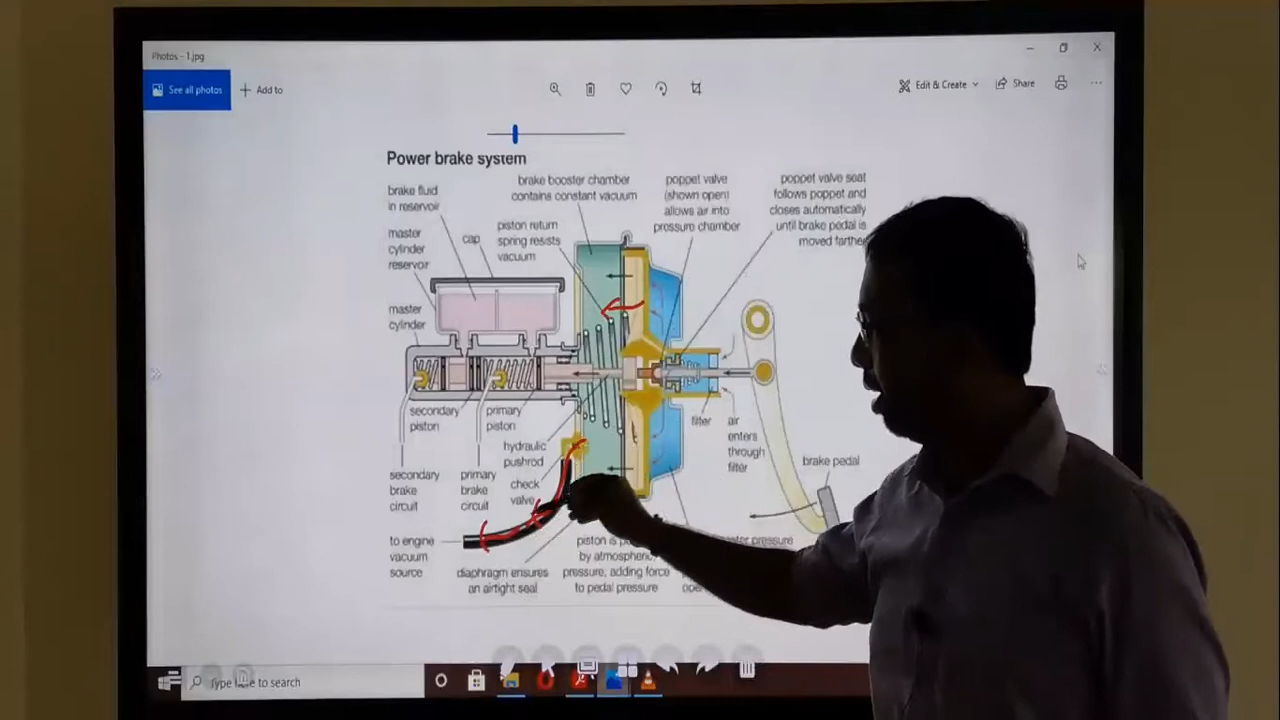 Photos - 1.jpg
See all photos
Add to
Edit & Create
Share
Power brake system
brake fluid
in reservoir
brake booster chamber
contains constant vacuum
poppet valve
(shown open)
allows air into
pressure chamber
poppet valve seat
follows poppet and
closes automatically
until brake pedal is
moved farther
master
cylinder
reservoir
cap
piston return
spring resists
vacuum
master
cylinder
secondary
piston
primary
piston
hydraulic
pushrod
filter
air
enters
through
filter
brake pedal
secondary
brake
circuit
primary
brake
circuit
check
valve
to engine
vacuum
source
diaphragm ensures
an airtight seal
piston is
by atmospheric
pressure, adding force
to pedal pressure
pressure
Type here to search